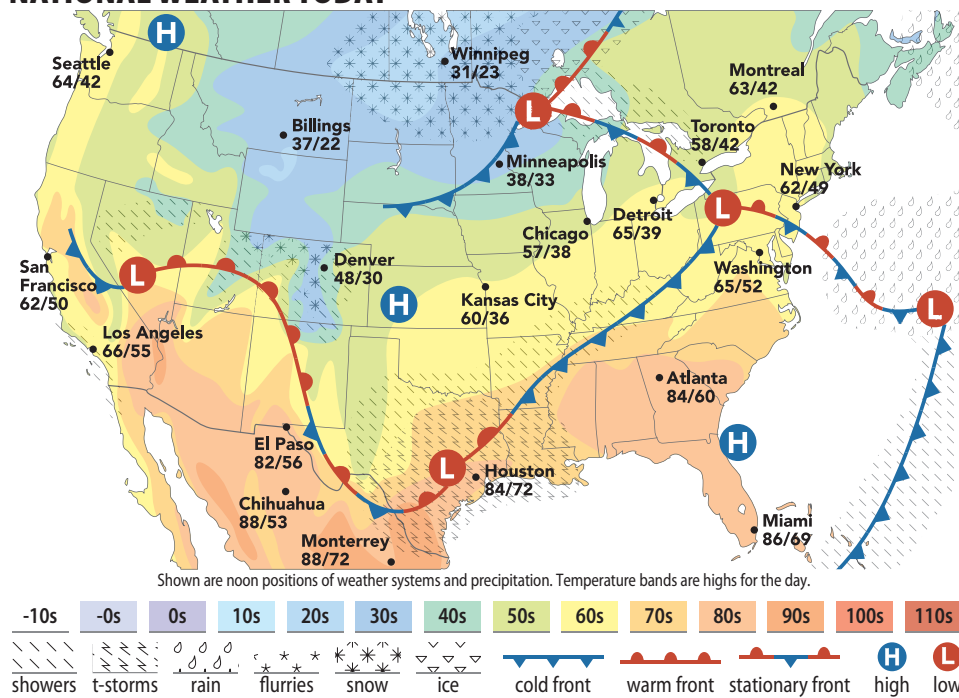 NATIONAL WEATHER TODAY
H
Seattle
64/42
Winnipeg
31/23
Montreal
63/42
L
Billings
37/22
Toronto
58/42
Minneapolis
38/33
New York
62/49
Detroit
65/39
L
Chicago
57/38
San
Francisco
62/50
L
Denver
48/30
Washington
65/52
H
Kansas City
60/36
L
Los Angeles
66/55
Atlanta
84/60
El Paso
82/56
H
L
Houston
84/72
Chihuahua
88/53
Miami
86/69
Monterrey
88/72
Shown are noon positions of weather systems and precipitation. Temperature bands are highs for the day.
-10s -0s 0s 10s 20s 30s 40s 50s 60s 70s 80s 90s 100s 110s
H L
showers t-storms rain flurries snow ice cold front warm front stationary front high low